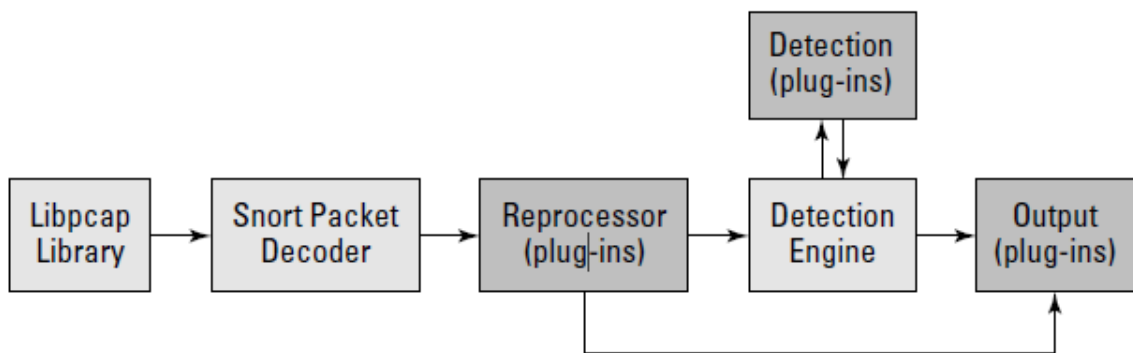 Detection
(plug-ins)
Libpcap
Library
Snort Packet
Decoder
Reprocessor
(plug-ins)
Detection
Engine
Output
(plug-ins)